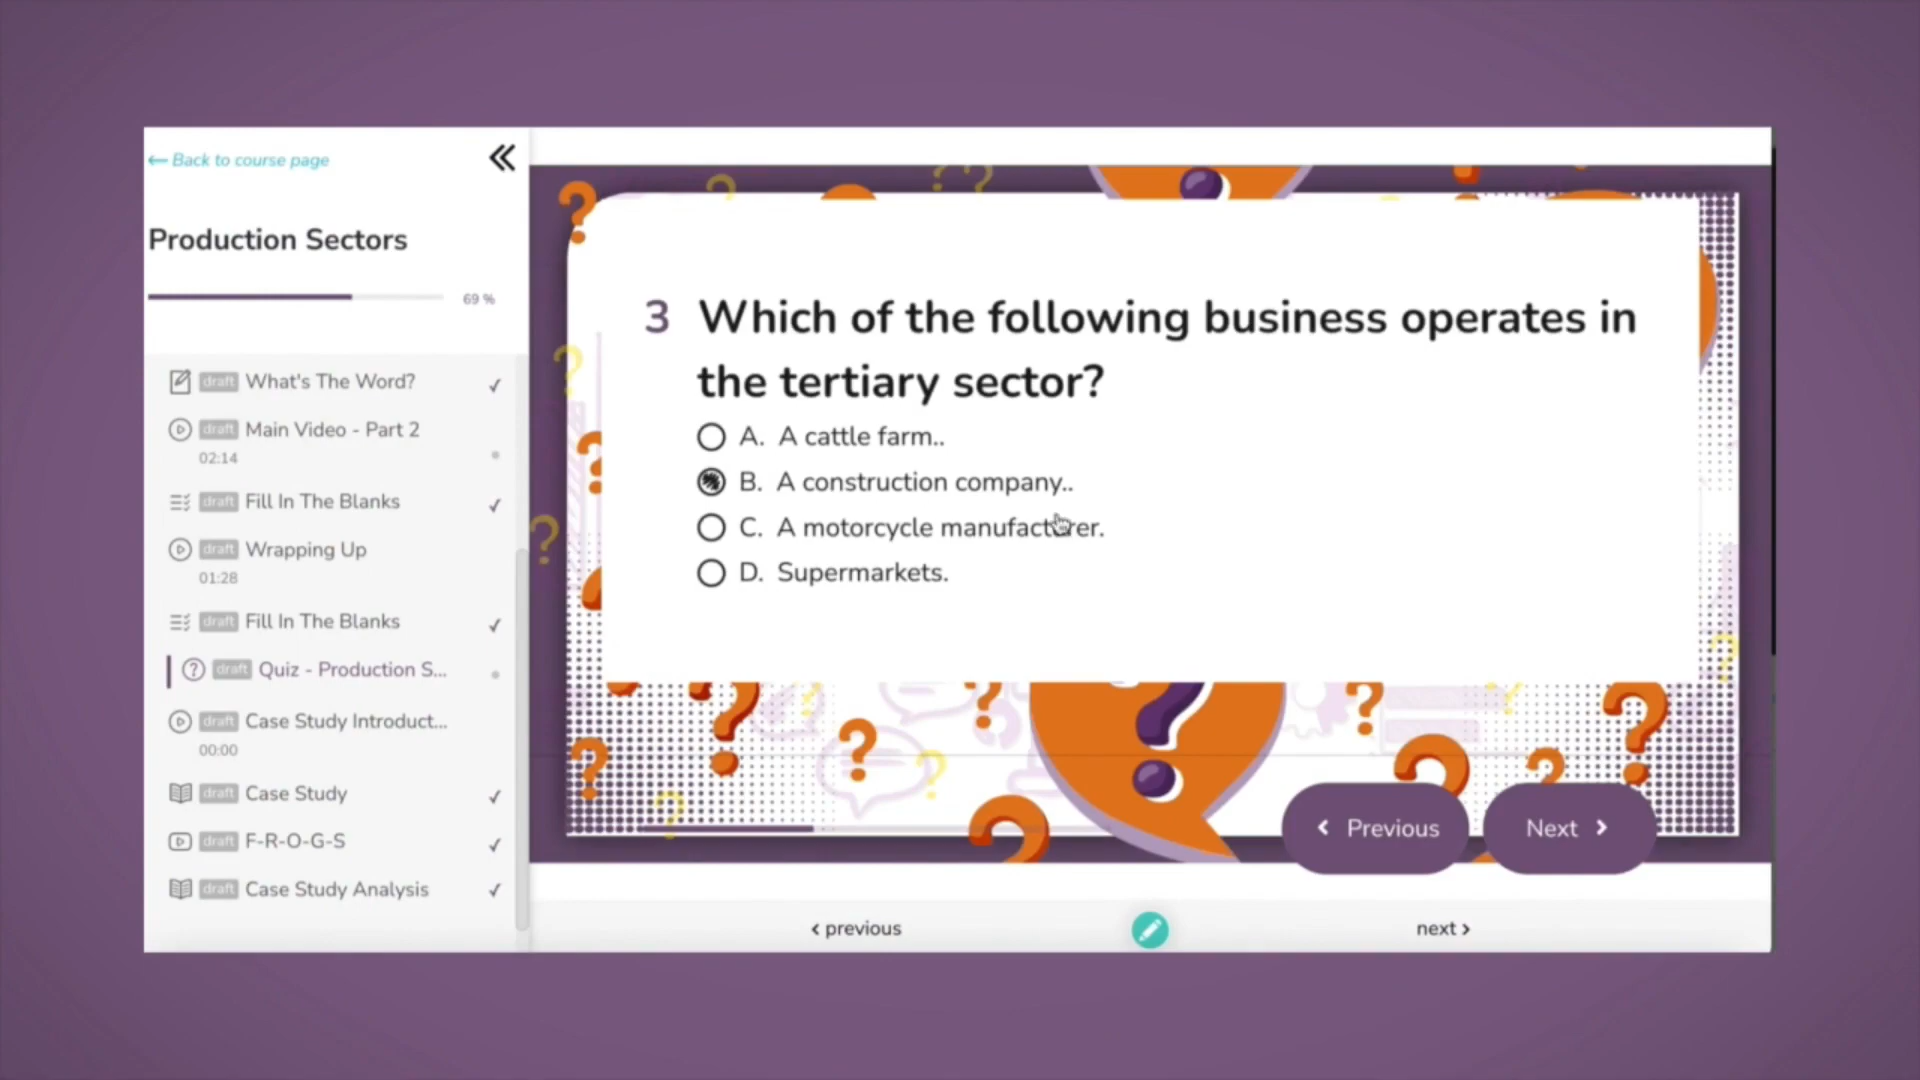 ← Back to course page
Production Sectors
69 %
draft What's The Word?
draft Main Video - Part 2
02:14
draft Fill In The Blanks
draft Wrapping Up
01:28
draft Fill In The Blanks
draft Quiz - Production S...
draft Case Study Introduct...
00:00
draft Case Study
draft F-R-O-G-S
draft Case Study Analysis
3 Which of the following business operates in
the tertiary sector?
A. A cattle farm..
B. A construction company..
C. A motorcycle manufacturer.
D. Supermarkets.
Previous
Next
‹ previous
next ›